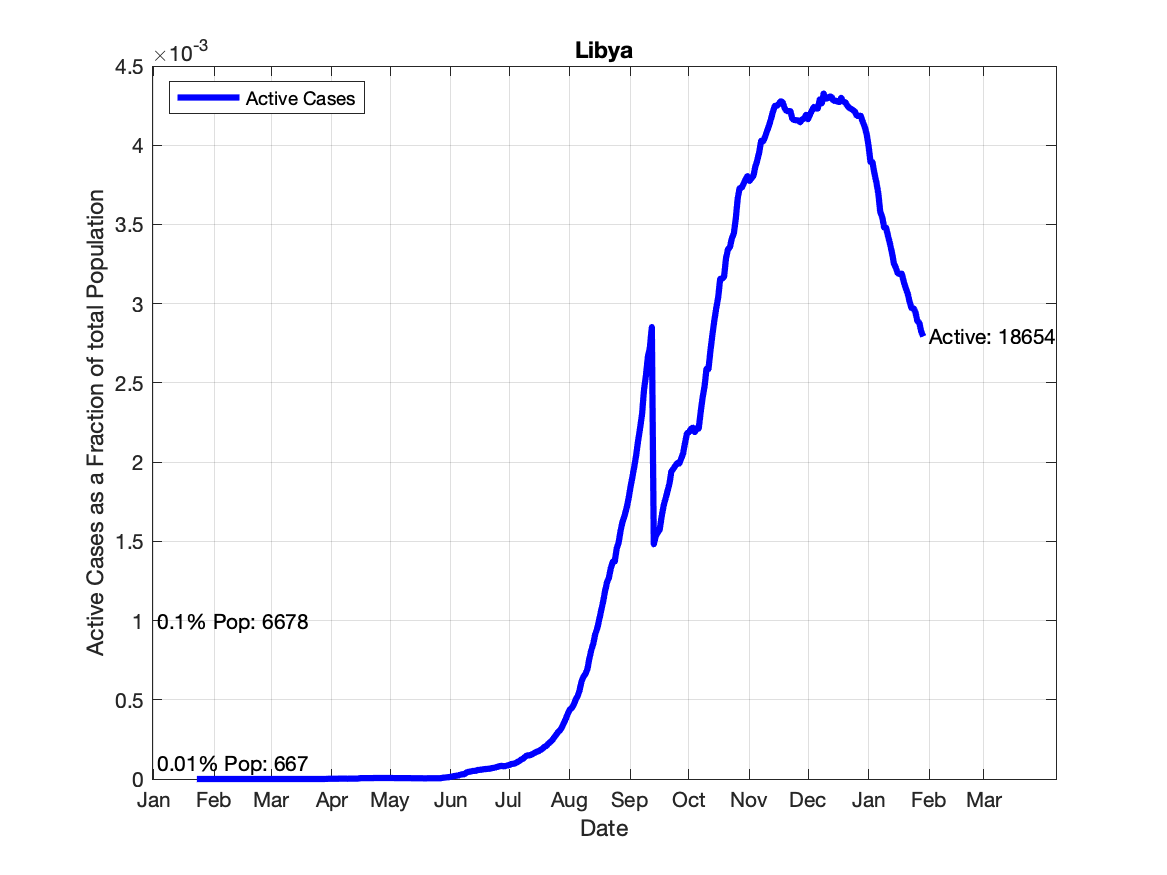 Libya
×10-3
4.5
4
3.5
3
2.5
2
1.5
1
0.5
0
Active Cases as a Fraction of total Population
Active Cases
Active: 18654
0.1% Pop: 6678
0.01% Pop: 667
Jan Feb Mar Apr May Jun Jul Aug Sep Oct Nov Dec Jan Feb Mar
Date